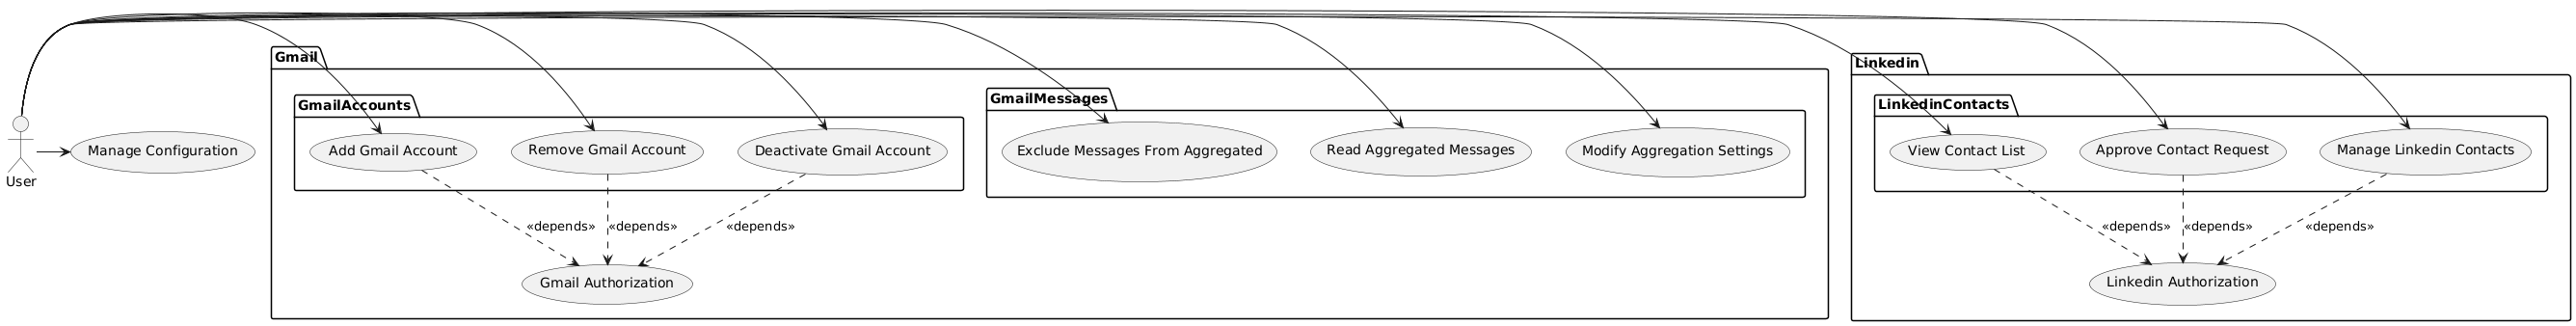 Gmail
Linkedin
GmailAccounts
GmailMessages
LinkedinContacts
User
Manage Configuration
Add Gmail Account
Remove Gmail Account
Deactivate Gmail Account
Exclude Messages From Aggregated
Read Aggregated Messages
Modify Aggregation Settings
View Contact List
Approve Contact Request
Manage Linkedin Contacts
«depends»
«depends»
«depends»
«depends»
«depends»
«depends»
Gmail Authorization
Linkedin Authorization